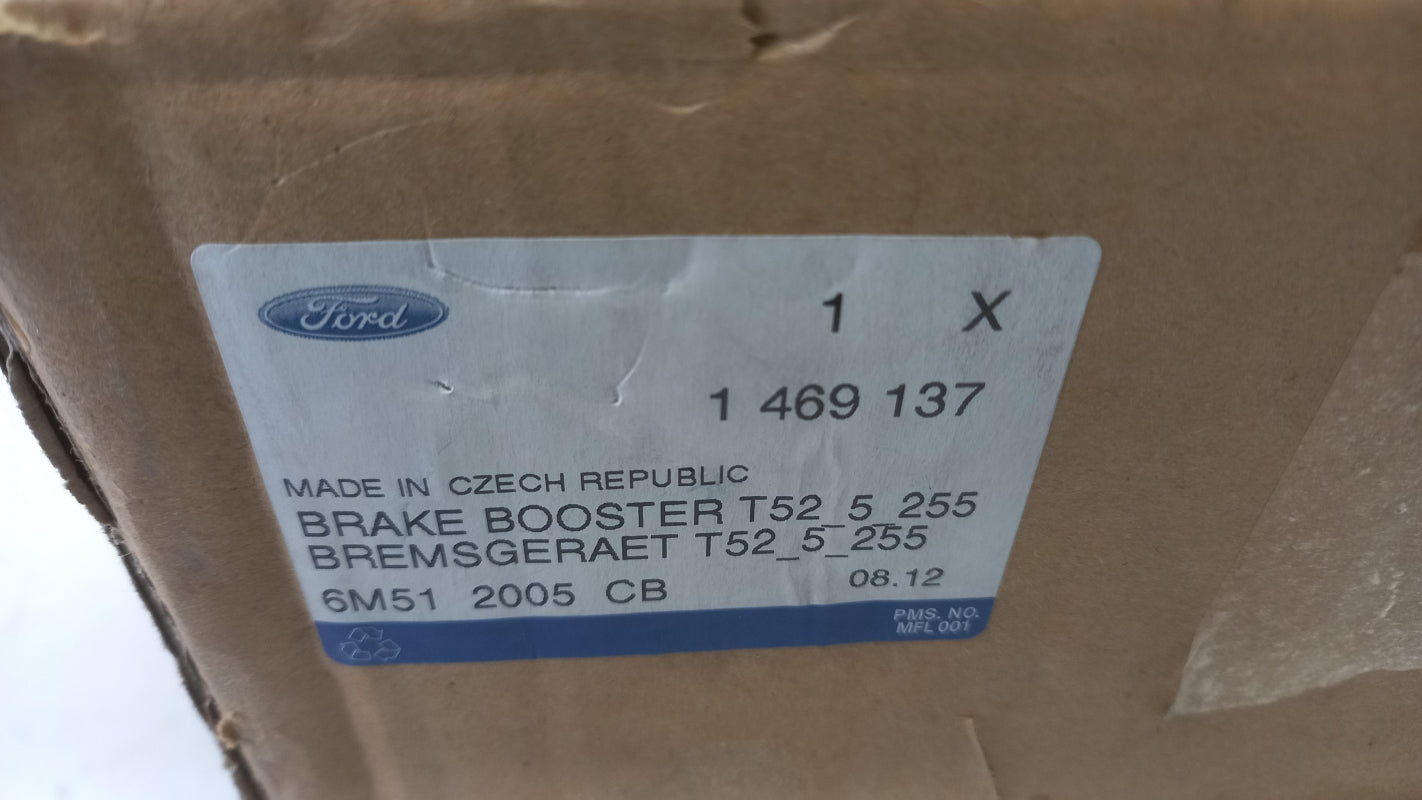 Ford
1 X
1 469 137
MADE IN CZECH REPUBLIC
BRAKE BOOSTER T52_5_255
BREMSGERAET T52_5_255
6M51 2005 CB 08.12
PMS. NO.
MFL 001